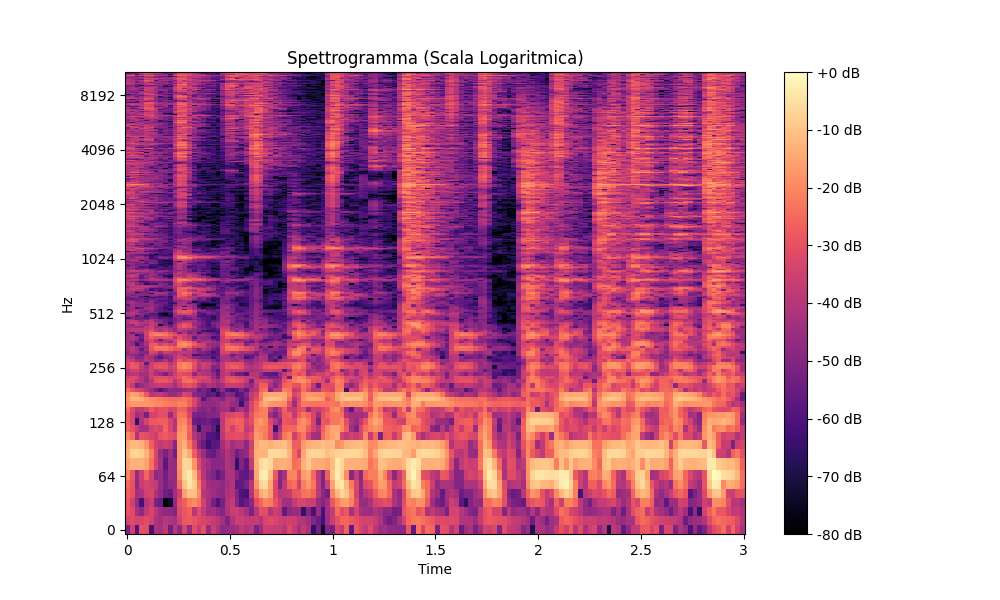 Spettrogramma (Scala Logaritmica)
Hz
8192
4096
2048
1024
512
256
128
64
0
0
0.5
1
1.5
2
2.5
3
Time
+0 dB
-10 dB
-20 dB
-30 dB
-40 dB
-50 dB
-60 dB
-70 dB
-80 dB